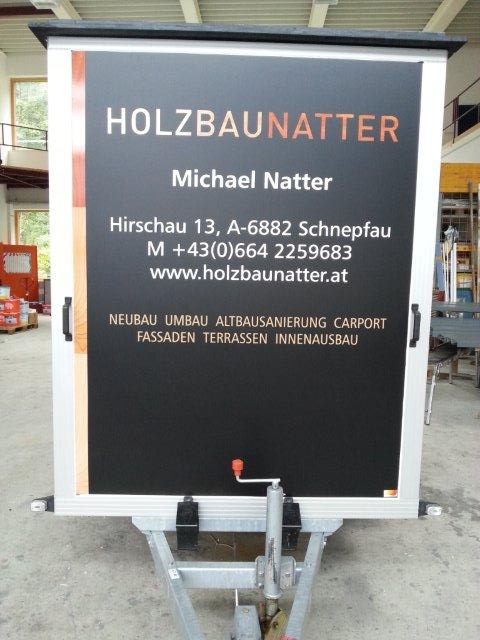 HOLZBAUNATTER
Michael Natter
Hirschau 13, A-6882 Schnepfau
M +43(0)664 2259683
www.holzbaunatter.at
NEUBAU UMBAU ALTBAUSANIERUNG CARPORT
FASSADEN TERRASSEN INNENAUSBAU